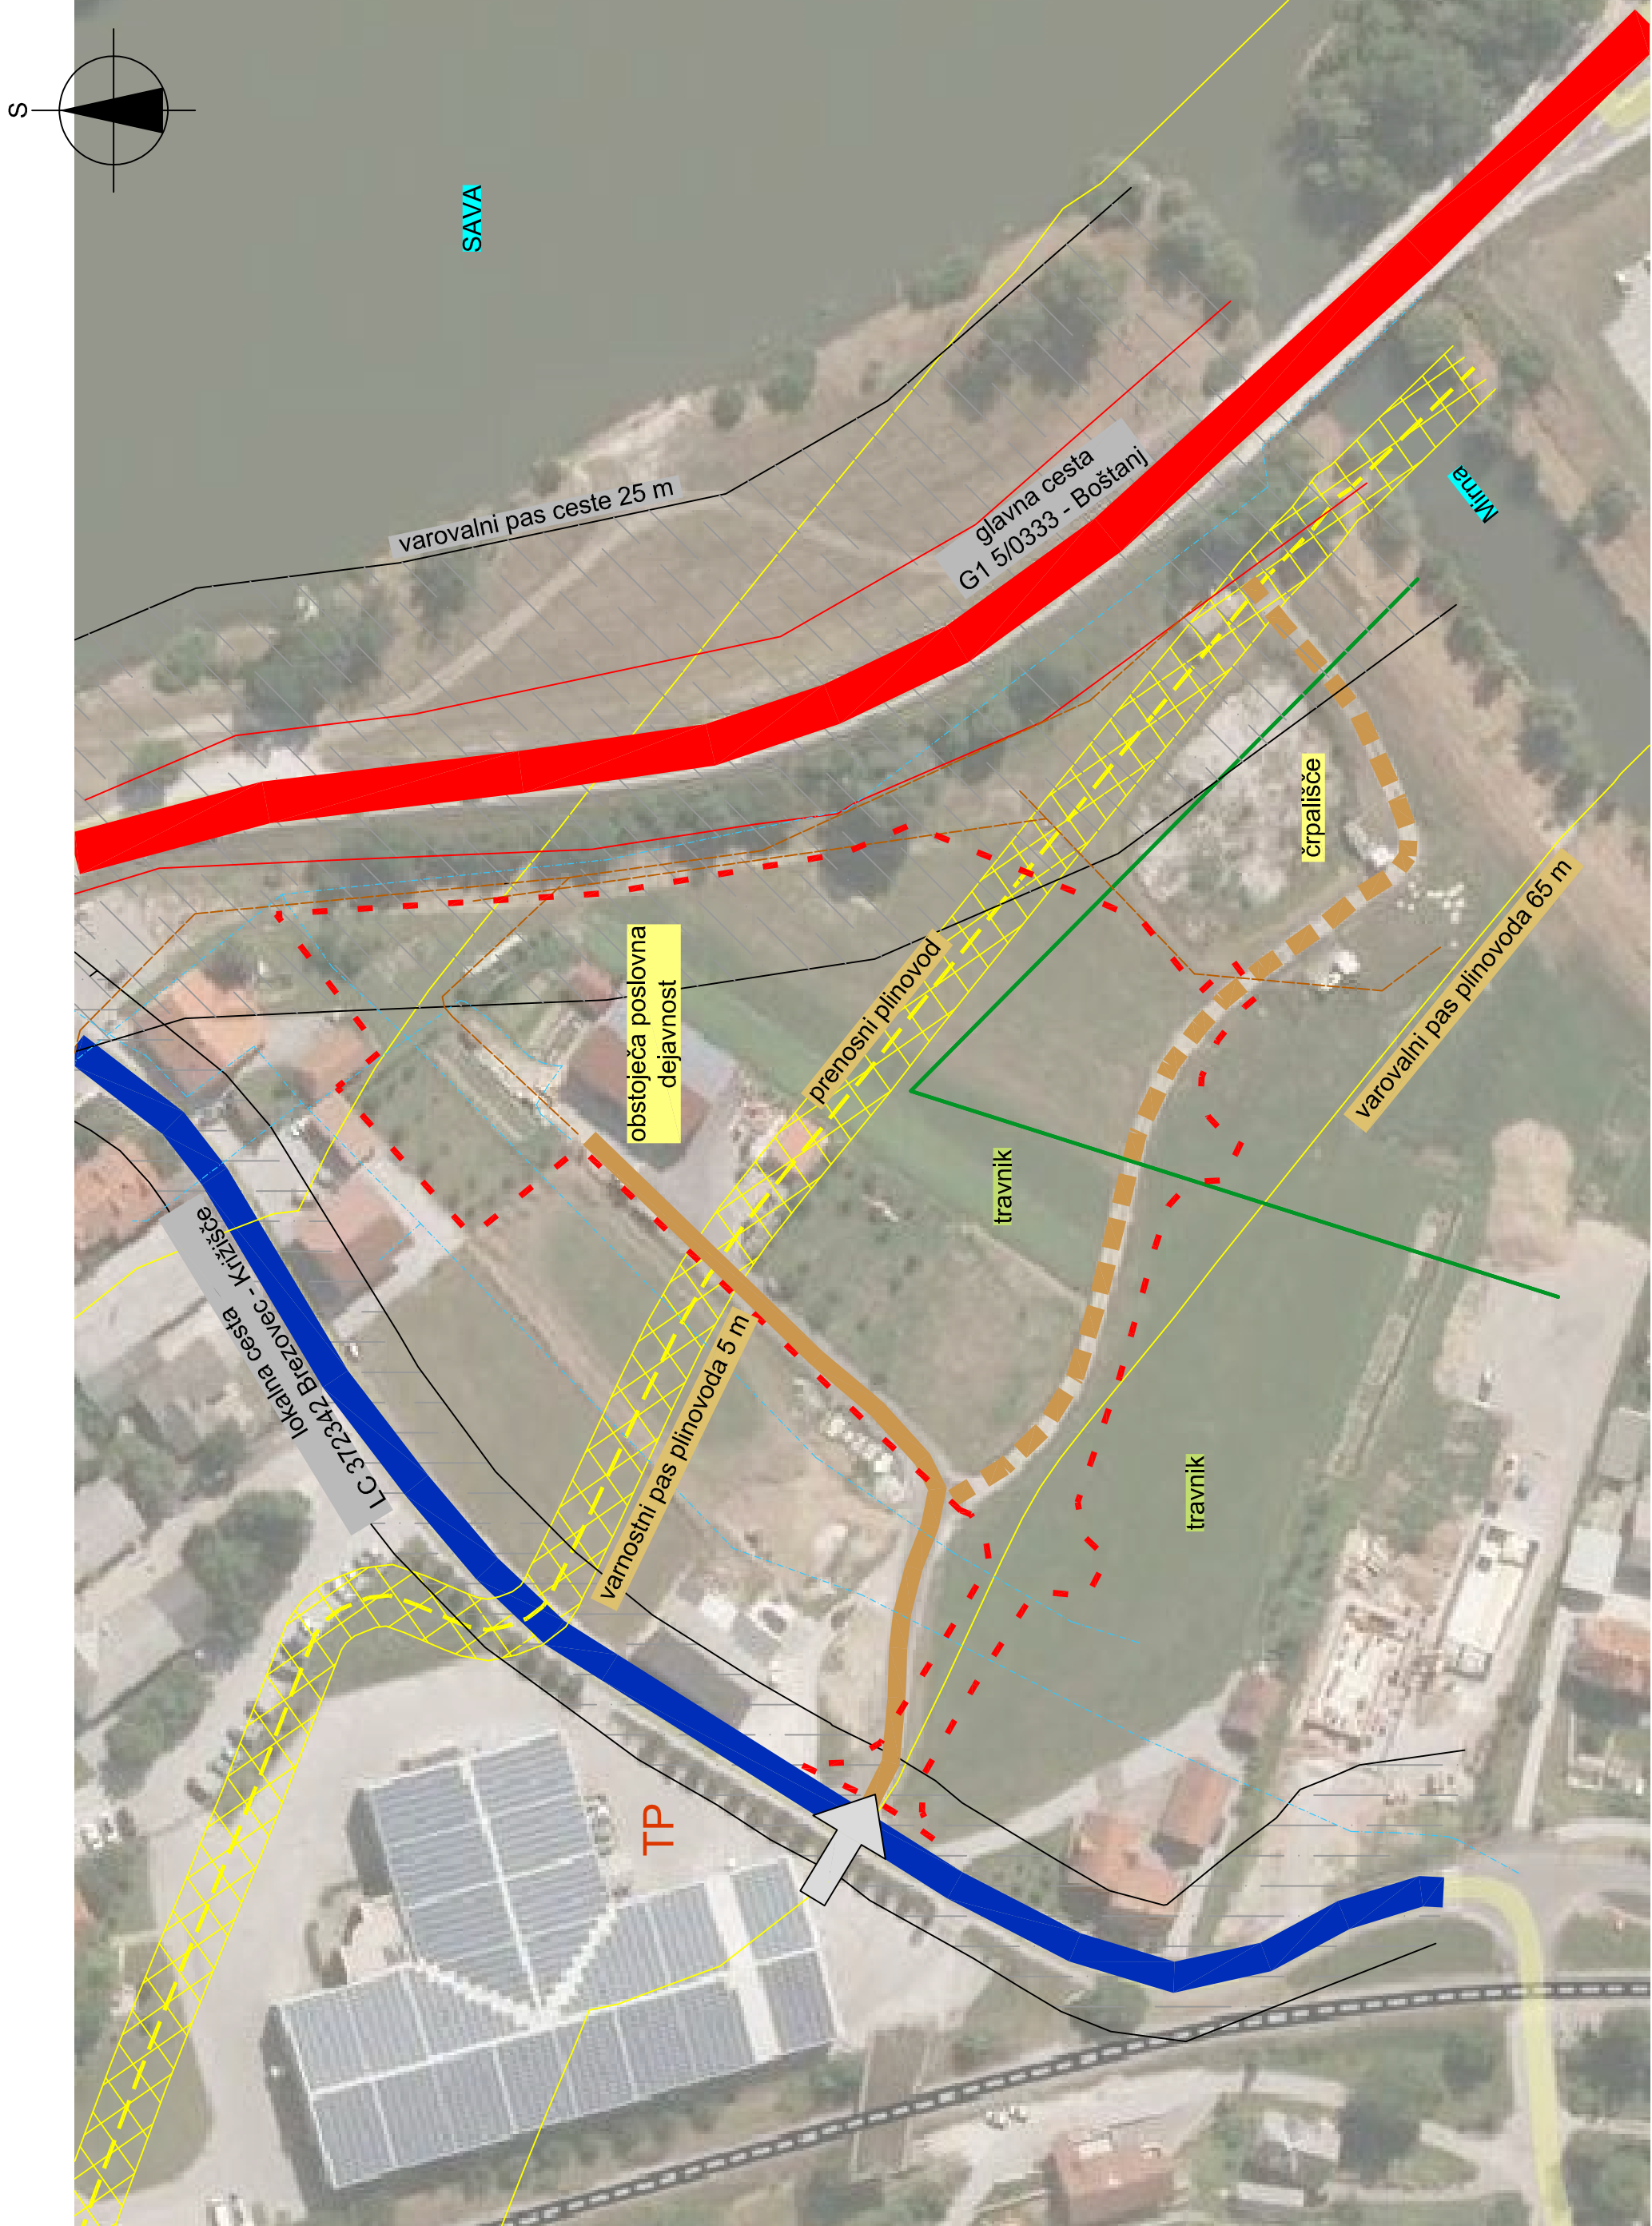 S
SAVA
varovalni pas ceste 25 m
glavna cesta
G1 5/0333 - Boštanj
Mirna
črpališče
obstoječa poslovna
dejavnost
prenosni plinovod
varovalni pas plinovoda 65 m
travnik
lokalna cesta
LC 372342 Brezovec - Križišče
varnostni pas plinovoda 5 m
travnik
TP